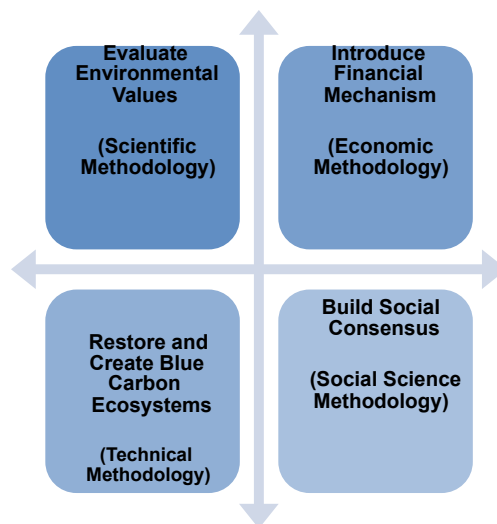 Evaluate
Environmental
Values
(Scientific
Methodology)
Introduce
Financial
Mechanism
(Economic
Methodology)
Restore and
Create Blue
Carbon
Ecosystems
(Technical
Methodology)
Build Social
Consensus
(Social Science
Methodology)